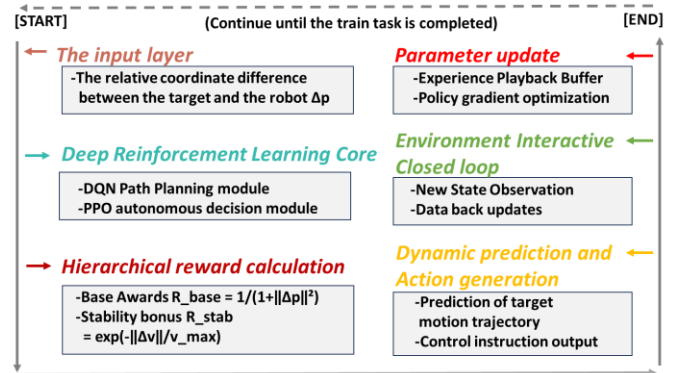 [START]
(Continue until the train task is completed)
[END]
The input layer
-The relative coordinate difference
between the target and the robot Δp
Deep Reinforcement Learning Core
-DQN Path Planning module
-PPO autonomous decision module
Hierarchical reward calculation
-Base Awards R_base = 1/(1+||Δp||²)
-Stability bonus R_stab
= exp(-||Δv||/v_max)
Parameter update
-Experience Playback Buffer
-Policy gradient optimization
Environment Interactive
Closed loop
-New State Observation
-Data back updates
Dynamic prediction and
Action generation
-Prediction of target
motion trajectory
-Control instruction output